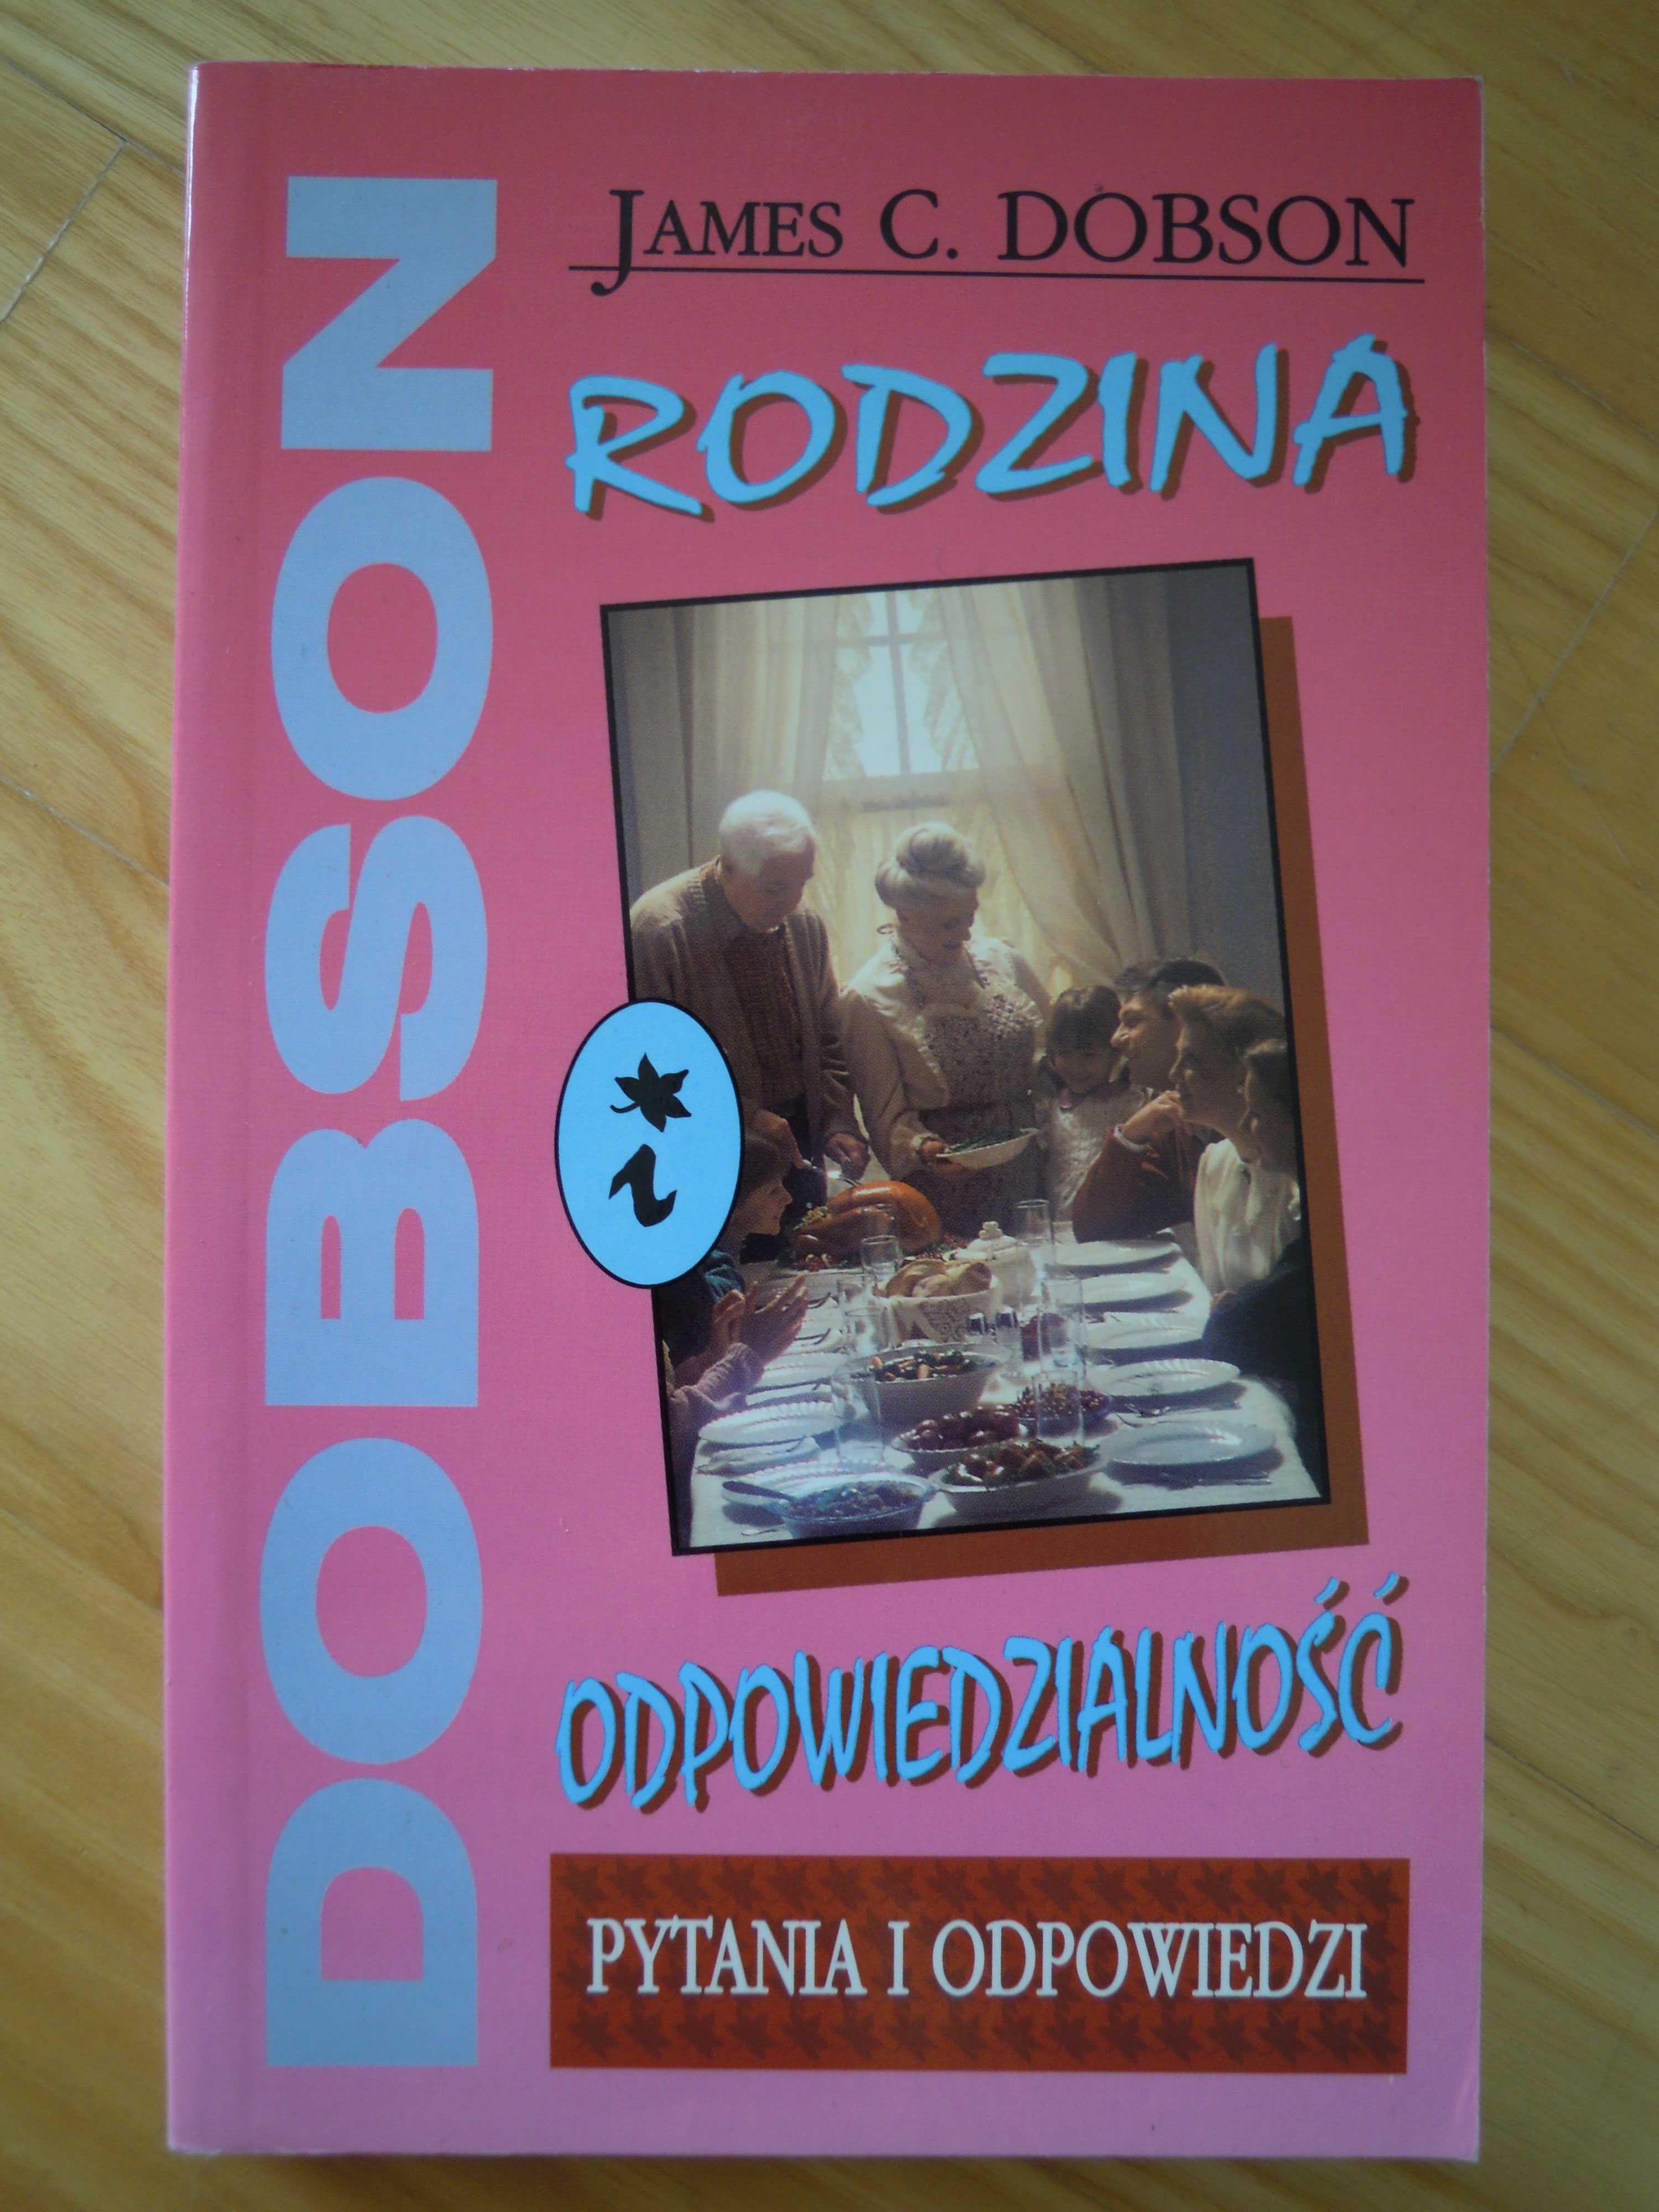 DOBSON
JAMES C. DOBSON
RODZINA
i
ODPOWIEDZIALNOŚĆ
PYTANIA I ODPOWIEDZI